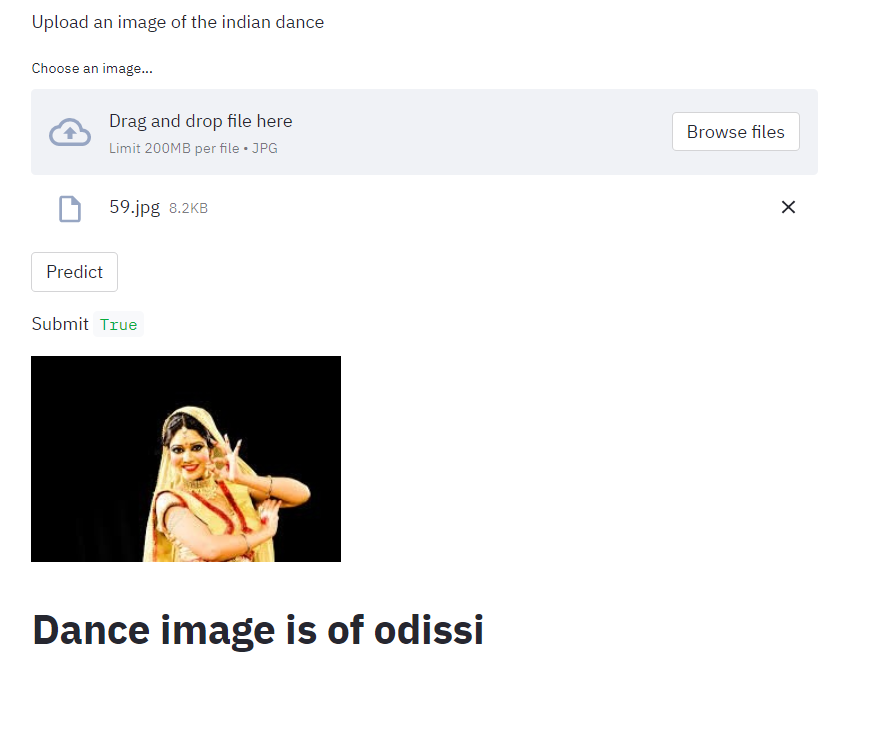 Upload an image of the indian dance
Choose an image...
Drag and drop file here
Limit 200MB per file • JPG
Browse files
59.jpg 8.2KB
Predict
Submit True
Dance image is of odissi